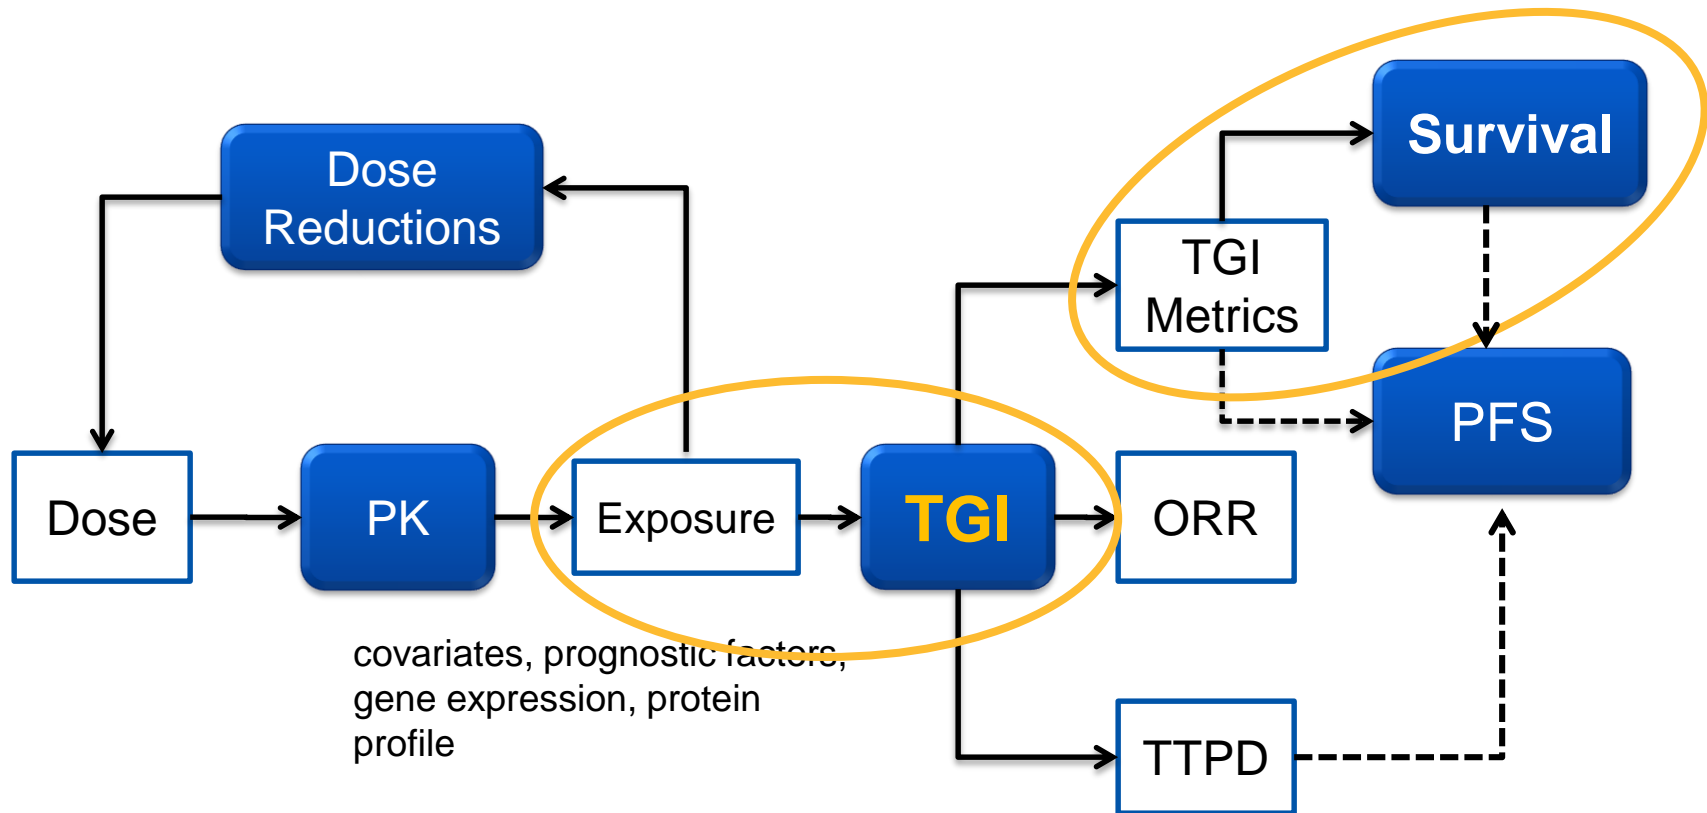 Survival
Dose
Reductions
TGI
Metrics
PFS
Dose
PK
Exposure
TGI
ORR
covariates, prognostic factors,
gene expression, protein
profile
TTPD